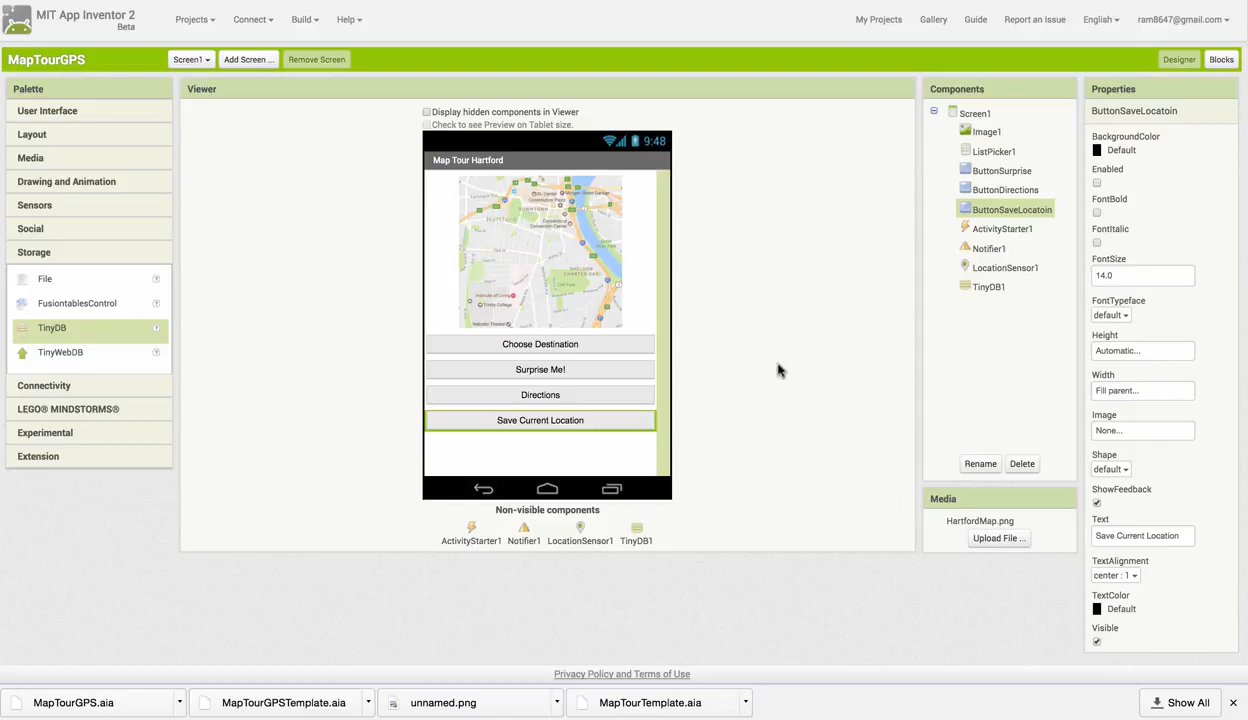 MIT App Inventor 2
Beta
Projects
Connect
Build
Help
My Projects
Gallery
Guide
Report an Issue
English
ram8647@gmail.com
MapTourGPS
Screen1
Add Screen ...
Remove Screen
Designer
Blocks
Palette
User Interface
Layout
Media
Drawing and Animation
Sensors
Social
Storage
File
FusiontablesControl
TinyDB
TinyWebDB
Connectivity
LEGO® MINDSTORMS®
Experimental
Extension
Viewer
Display hidden components in Viewer
Check to see Preview on Tablet size.
9:48
Map Tour Hartford
Hartford
DOWNTOWN
Choose Destination
Surprise Me!
Directions
Save Current Location
Non-visible components
ActivityStarter1
Notifier1
LocationSensor1
TinyDB1
Components
Screen1
Image1
ListPicker1
ButtonSurprise
ButtonDirections
ButtonSaveLocatoin
ActivityStarter1
Notifier1
LocationSensor1
TinyDB1
Rename
Delete
Media
HartfordMap.png
Upload File ...
Properties
ButtonSaveLocatoin
BackgroundColor
Default
Enabled
FontBold
FontItalic
FontSize
14.0
FontTypeface
default
Height
Automatic...
Width
Fill parent...
Image
None...
Shape
default
ShowFeedback
Text
Save Current Location
TextAlignment
center : 1
TextColor
Default
Visible
Privacy Policy and Terms of Use
MapTourGPS.aia
MapTourGPSTemplate.aia
unnamed.png
MapTourTemplate.aia
Show All